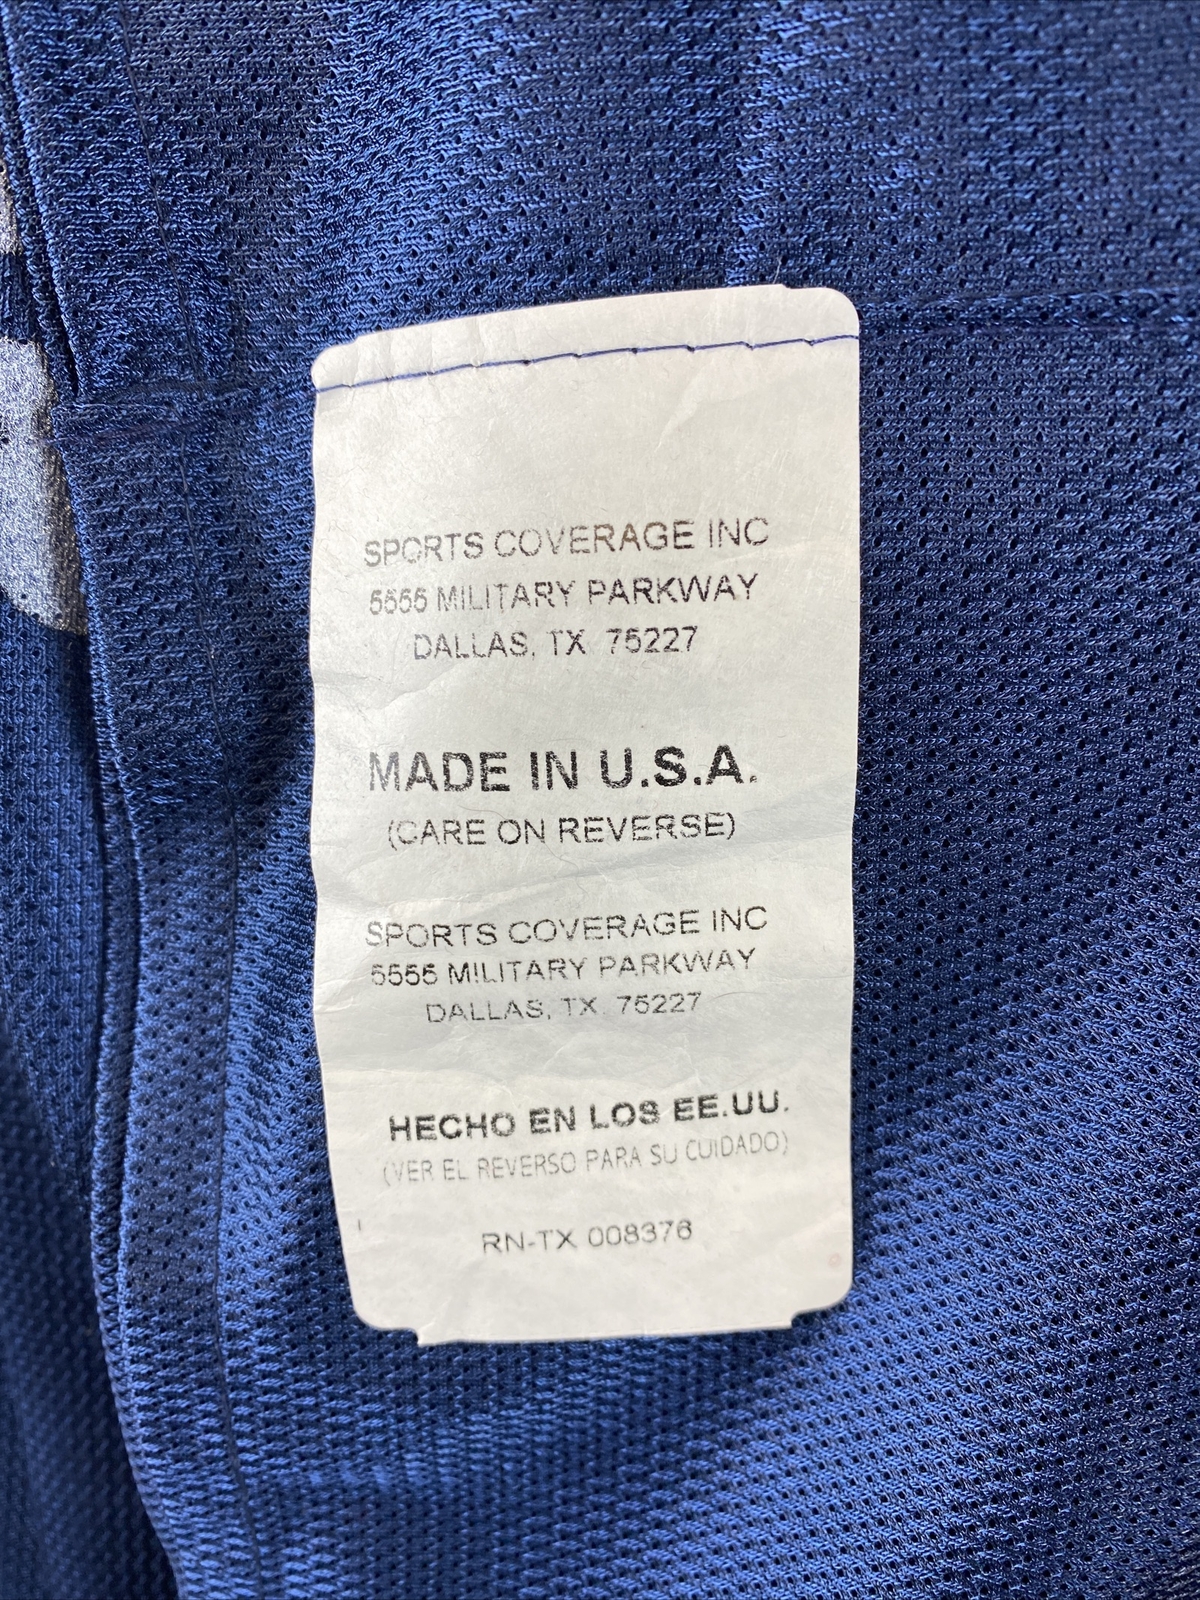 SPORTS COVERAGE INC
5555 MILITARY PARKWAY
DALLAS, TX 75227
MADE IN U.S.A.
(CARE ON REVERSE)
SPORTS COVERAGE INC
5555 MILITARY PARKWAY
DALLAS, TX 75227
HECHO EN LOS EE.UU.
(VER EL REVERSO PARA SU CUIDADO)
RN-TX 008376